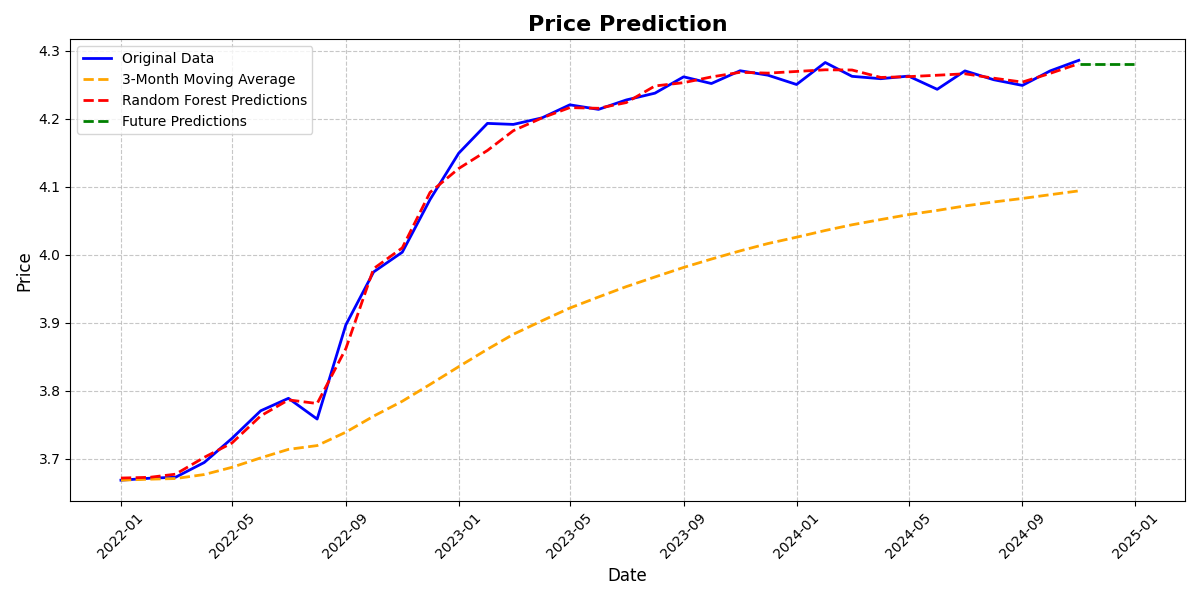 Price Prediction
Original Data
3-Month Moving Average
Random Forest Predictions
Future Predictions
Price
4.3
4.2
4.1
4.0
3.9
3.8
3.7
2022-01
2022-05
2022-09
2023-01
2023-05
2023-09
2024-01
2024-05
2024-09
2025-01
Date